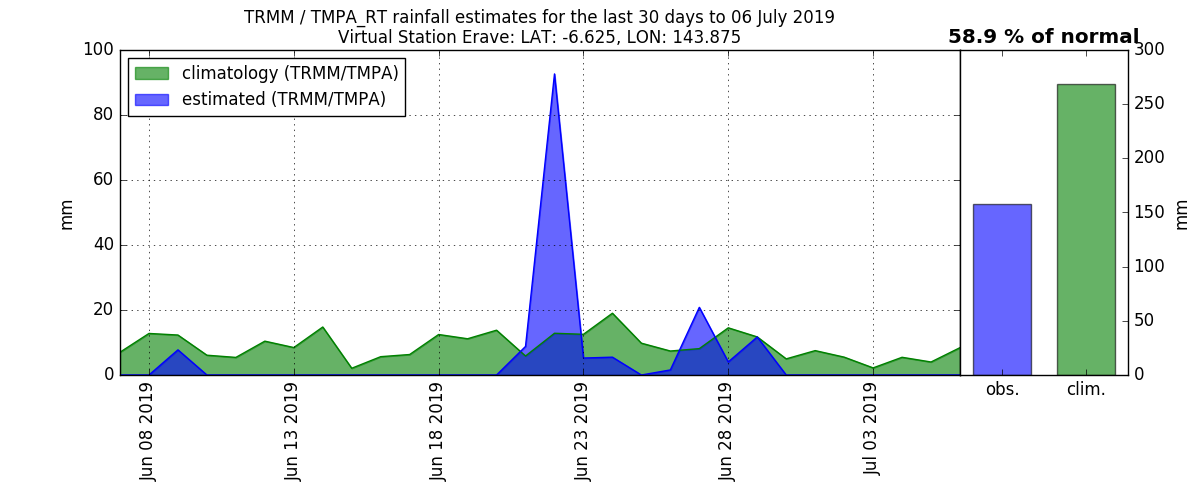 TRMM / TMPA_RT rainfall estimates for the last 30 days to 06 July 2019
Virtual Station Erave: LAT: -6.625, LON: 143.875
58.9 % of normal
climatology (TRMM/TMPA)
estimated (TRMM/TMPA)
100
80
60
40
20
0
mm
Jun 08 2019
Jun 13 2019
Jun 18 2019
Jun 23 2019
Jun 28 2019
Jul 03 2019
obs.
clim.
300
250
200
150
100
50
0
mm